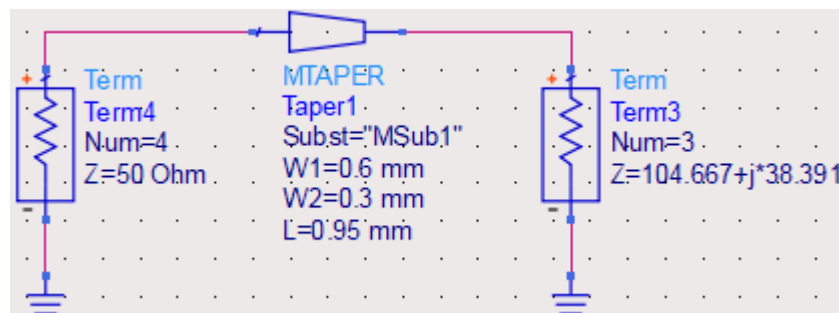 +
Term
Term4
Num=4
Z=50 Ohm
-
MTAPER
Taper1
Subst="MSub1"
W1=0.6 mm
W2=0.3 mm
L=0.95 mm
+
Term
Term3
Num=3
Z=104.667+j*38.391
-